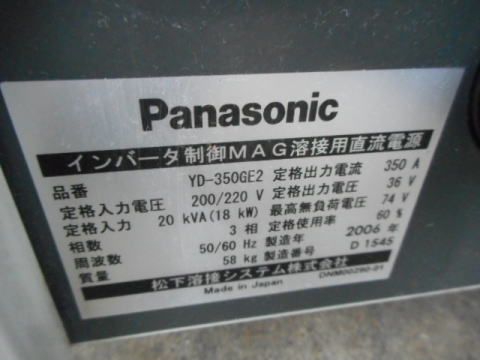 Panasonic
インバータ制御MAG溶接用直流電源
品番 YD-350GE2 定格出力電流 350 A
定格入力電圧 200/220 V 定格出力電圧 36 V
定格入力 20 kVA(18 kW) 最高無負荷電圧 74 V
相数 3 相 定格使用率 60 %
周波数 50/60 Hz 製造年 2006 年
質量 58 kg 製造番号 D 1545
松下溶接システム株式会社
Made in Japan DNM00290-01